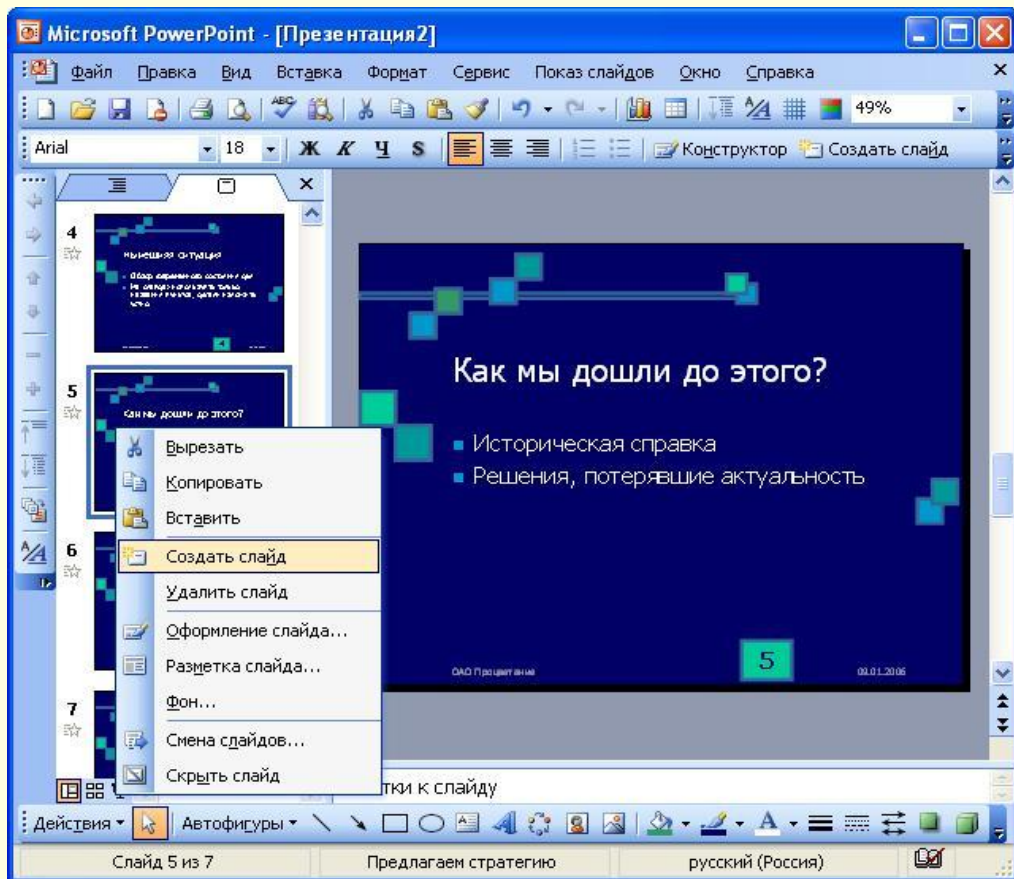 Microsoft PowerPoint - [Презентация2]
Файл Правка Вид Вставка Формат Сервис Показ слайдов Окно Справка
49%
Arial 18 Ж К Ч S Конструктор Создать слайд
4
Нынешняя ситуация
5
Как мы дошли до этого?
6
7
Вырезать
Копировать
Вставить
Создать слайд
Удалить слайд
Оформление слайда...
Разметка слайда...
Фон...
Смена слайдов...
Скрыть слайд
Как мы дошли до этого?
Историческая справка
Решения, потерявшие актуальность
ОАО Процветание
5
09.01.2006
тки к слайду
Действия Автофигуры
Слайд 5 из 7 Предлагаем стратегию русский (Россия)